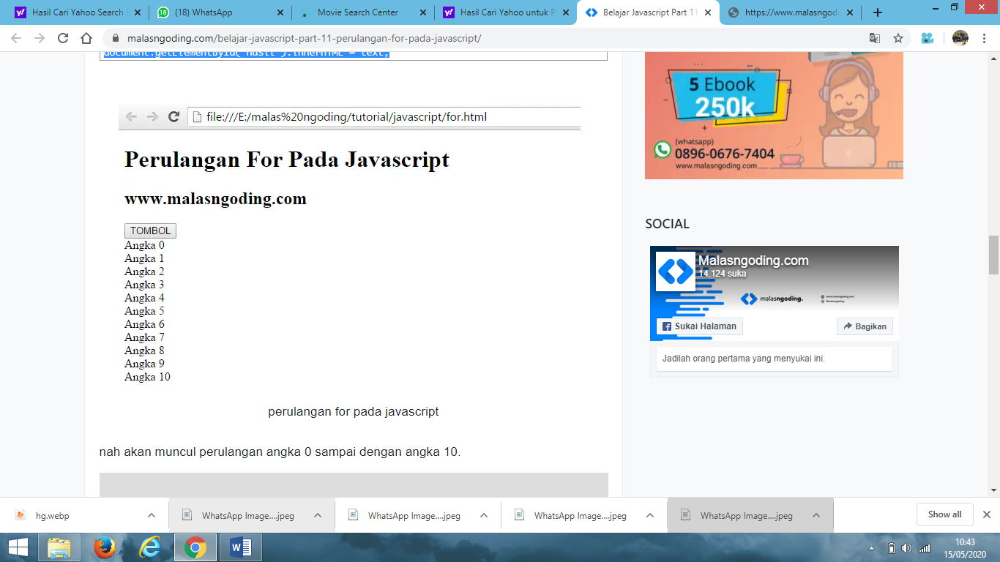 Hasil Cari Yahoo Search
(18) WhatsApp
Movie Search Center
Hasil Cari Yahoo untuk P
Belajar Javascript Part 11
https://www.malasngodi
malasngoding.com/belajar-javascript-part-11-perulangan-for-pada-javascript/
document.getElementById("hasil").innerHTML = text;
file:///E:/malas%20ngoding/tutorial/javascript/for.html
Perulangan For Pada Javascript
www.malasngoding.com
TOMBOL
Angka 0
Angka 1
Angka 2
Angka 3
Angka 4
Angka 5
Angka 6
Angka 7
Angka 8
Angka 9
Angka 10
perulangan for pada javascript
nah akan muncul perulangan angka 0 sampai dengan angka 10.
5 Ebook
250k
(whatsapp)
0896-0676-7404
www.malasngoding.com
SOCIAL
Malasngoding.com
14.124 suka
malasngoding.
Sukai Halaman
Bagikan
Jadilah orang pertama yang menyukai ini.
hg.webp
WhatsApp Image....jpeg
WhatsApp Image....jpeg
WhatsApp Image....jpeg
WhatsApp Image....jpeg
Show all
10:43
15/05/2020